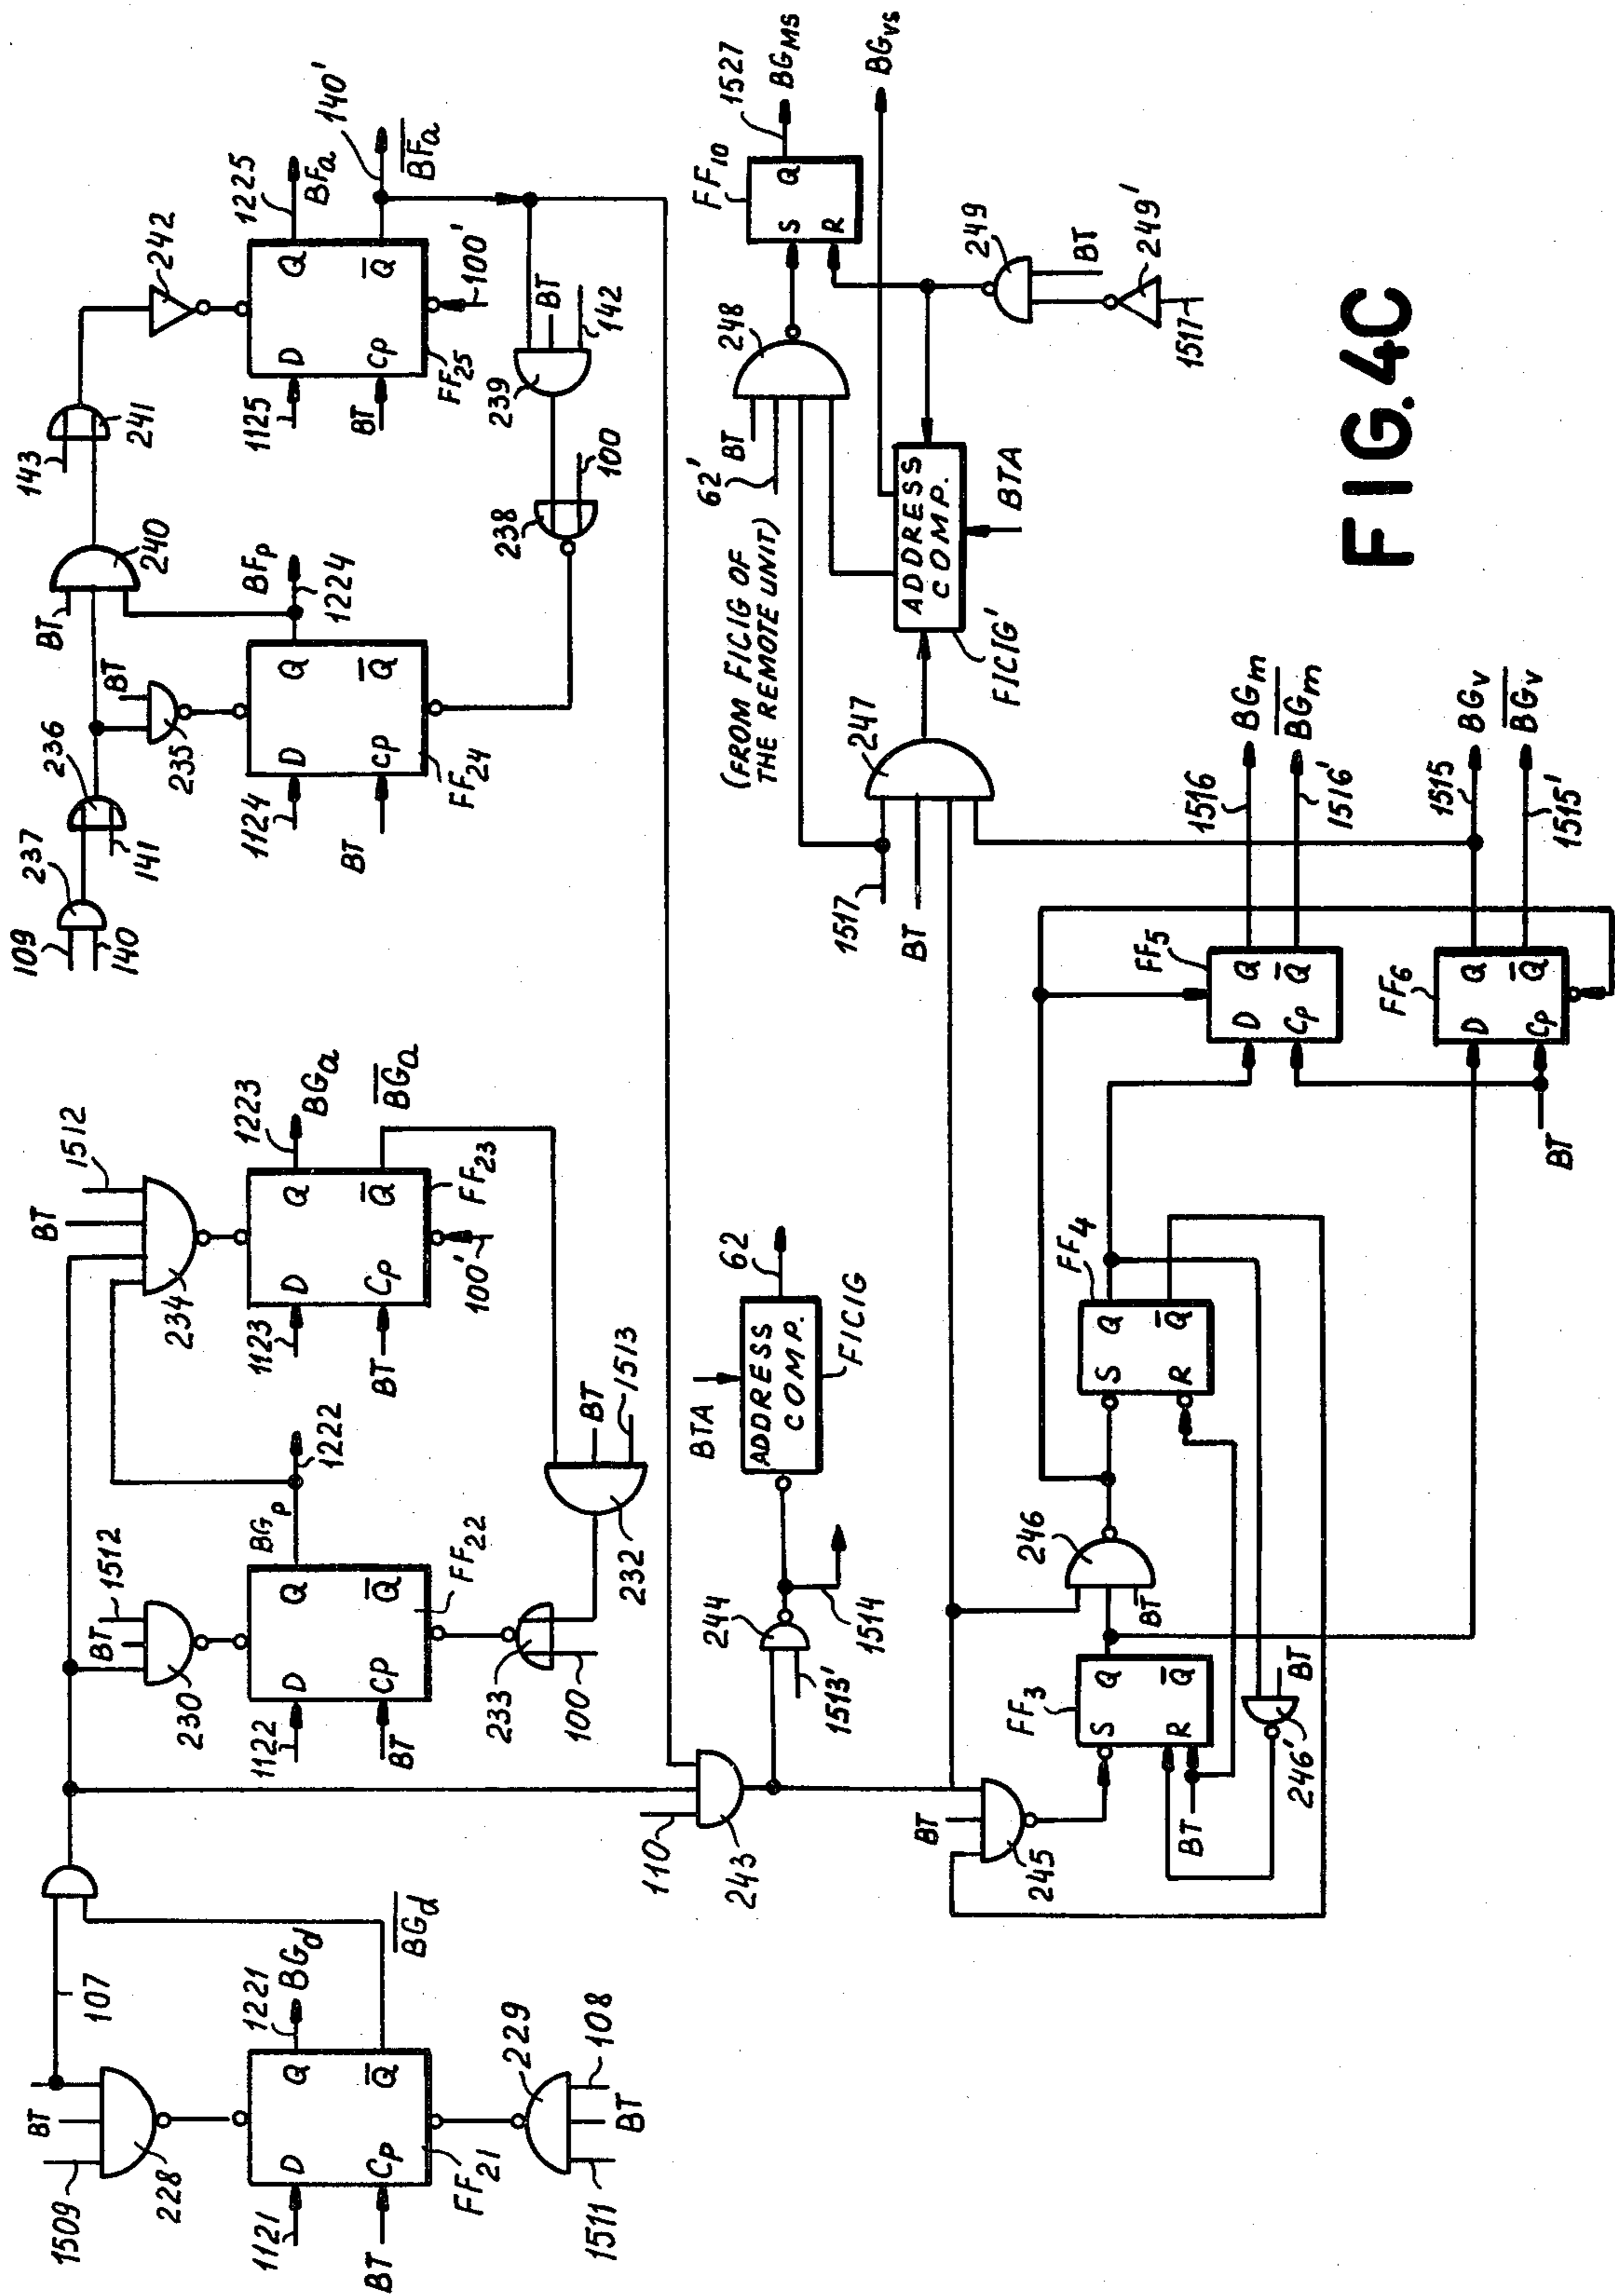 1509
BT
107
228
1121
D
Q
1221
BGd
BT
Cp
Q̅
B̅G̅d̅
FF21
229
1511
BT
108
BT
1512
230
BGp
1222
1122
D
Q
BT
Cp
Q̅
FF22
233
100
232
BT
1513
BT
1512
234
1223
BGa
1123
D
Q
BT
Cp
Q̅
B̅G̅a̅
FF23
100'
109
140
237
236
141
BT
235
BT
240
BFp
1224
1124
D
Q
BT
Cp
Q̅
FF24
238
100
239
BT
142
143
241
242
1225
BFa
140'
B̅F̅a̅
1125
D
Q
BT
Cp
Q̅
FF25
100'
110
243
244
1513'
1514
BTA
ADDRESS
COMP.
62
FICIG
BT
245
FF3
S
Q
R
Q̅
BT
246'
BT
246
BT
FF4
S
Q
R
Q̅
FF5
D
Q
Cp
Q̅
1516
BGm
B̅G̅m̅
1516'
FF6
D
Q
Cp
Q̅
BT
1515
BGv
B̅G̅v̅
1515'
1517
BT
247
(FROM FICIG OF
THE REMOTE UNIT)
62'
BT
248
ADDRESS
COMP.
FICIG'
BTA
FF10
S
Q
R
1527
BGMS
BGVS
249
BT
249'
1517
FIG. 4C